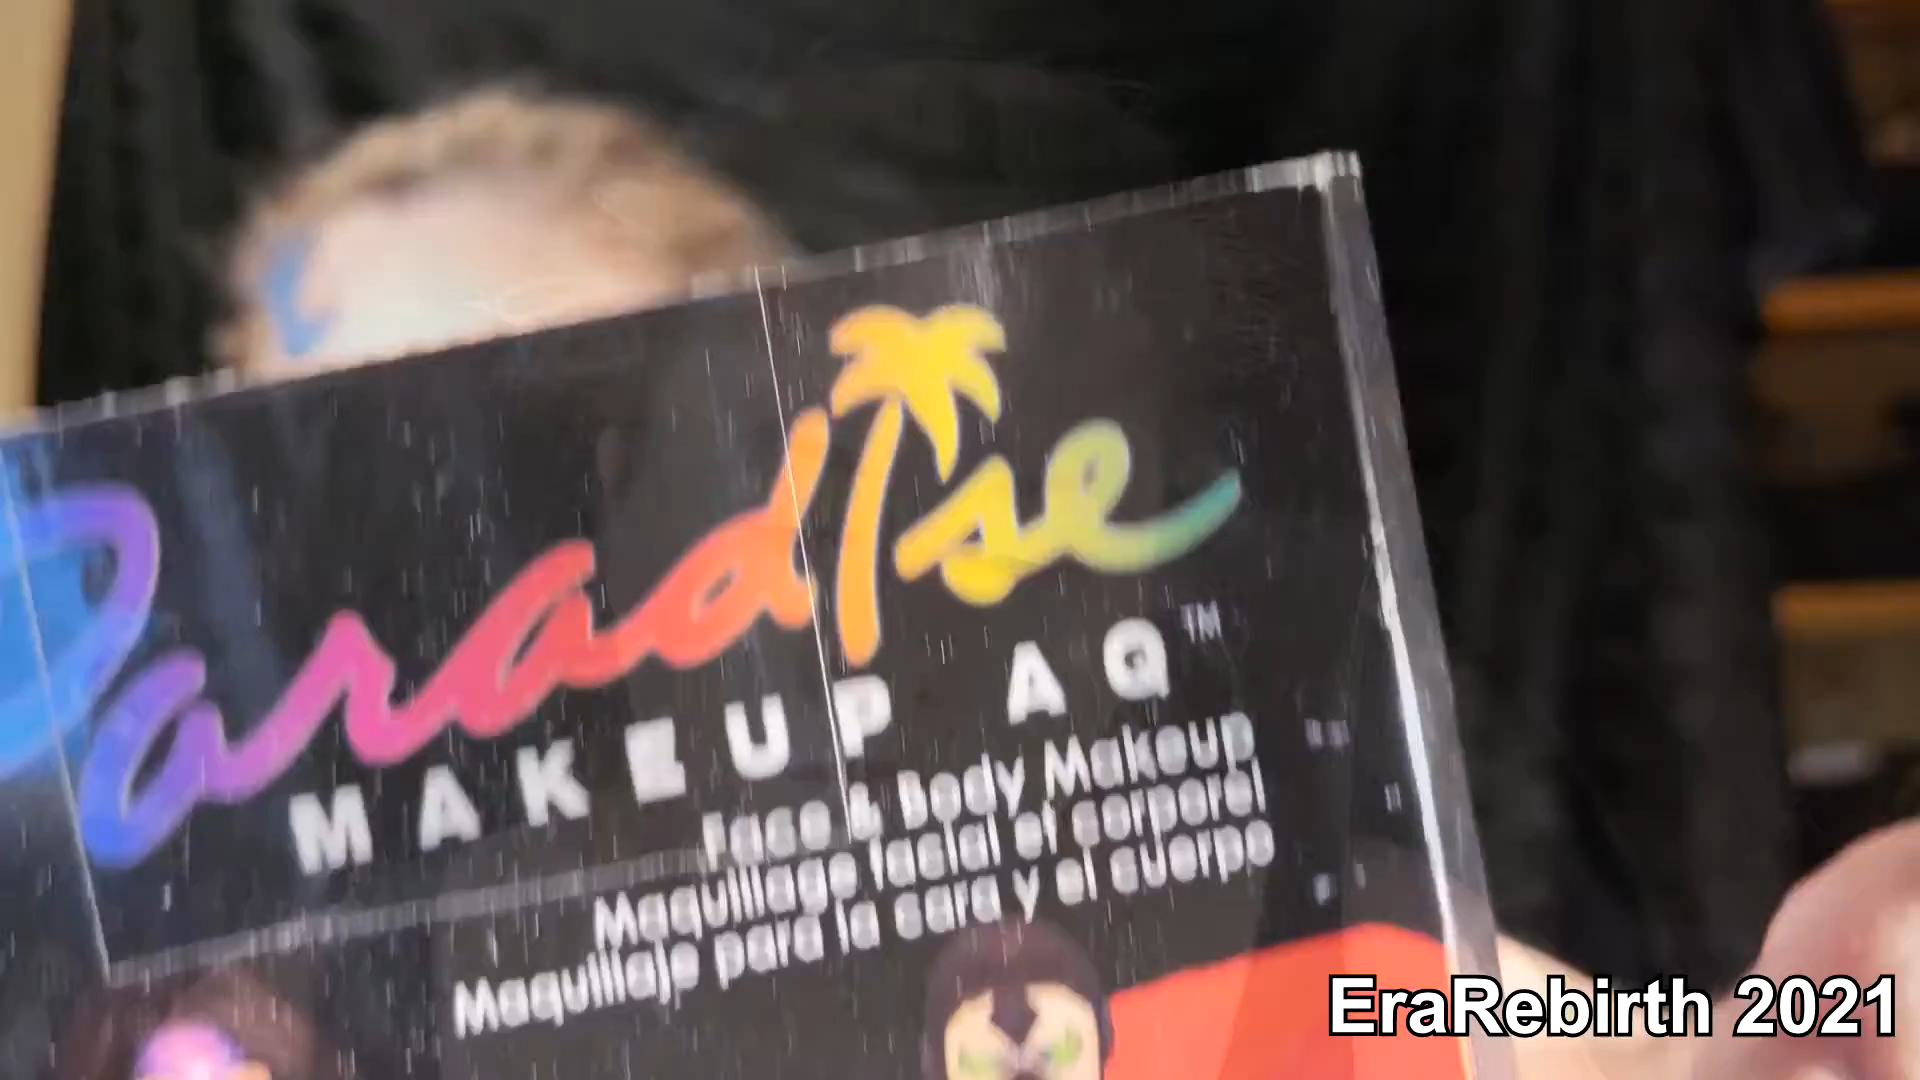 Paradise
MAKEUP AQ™
Face & Body Makeup
Maquillage facial et corporel
Maquillaje para la cara y el cuerpo
EraRebirth 2021